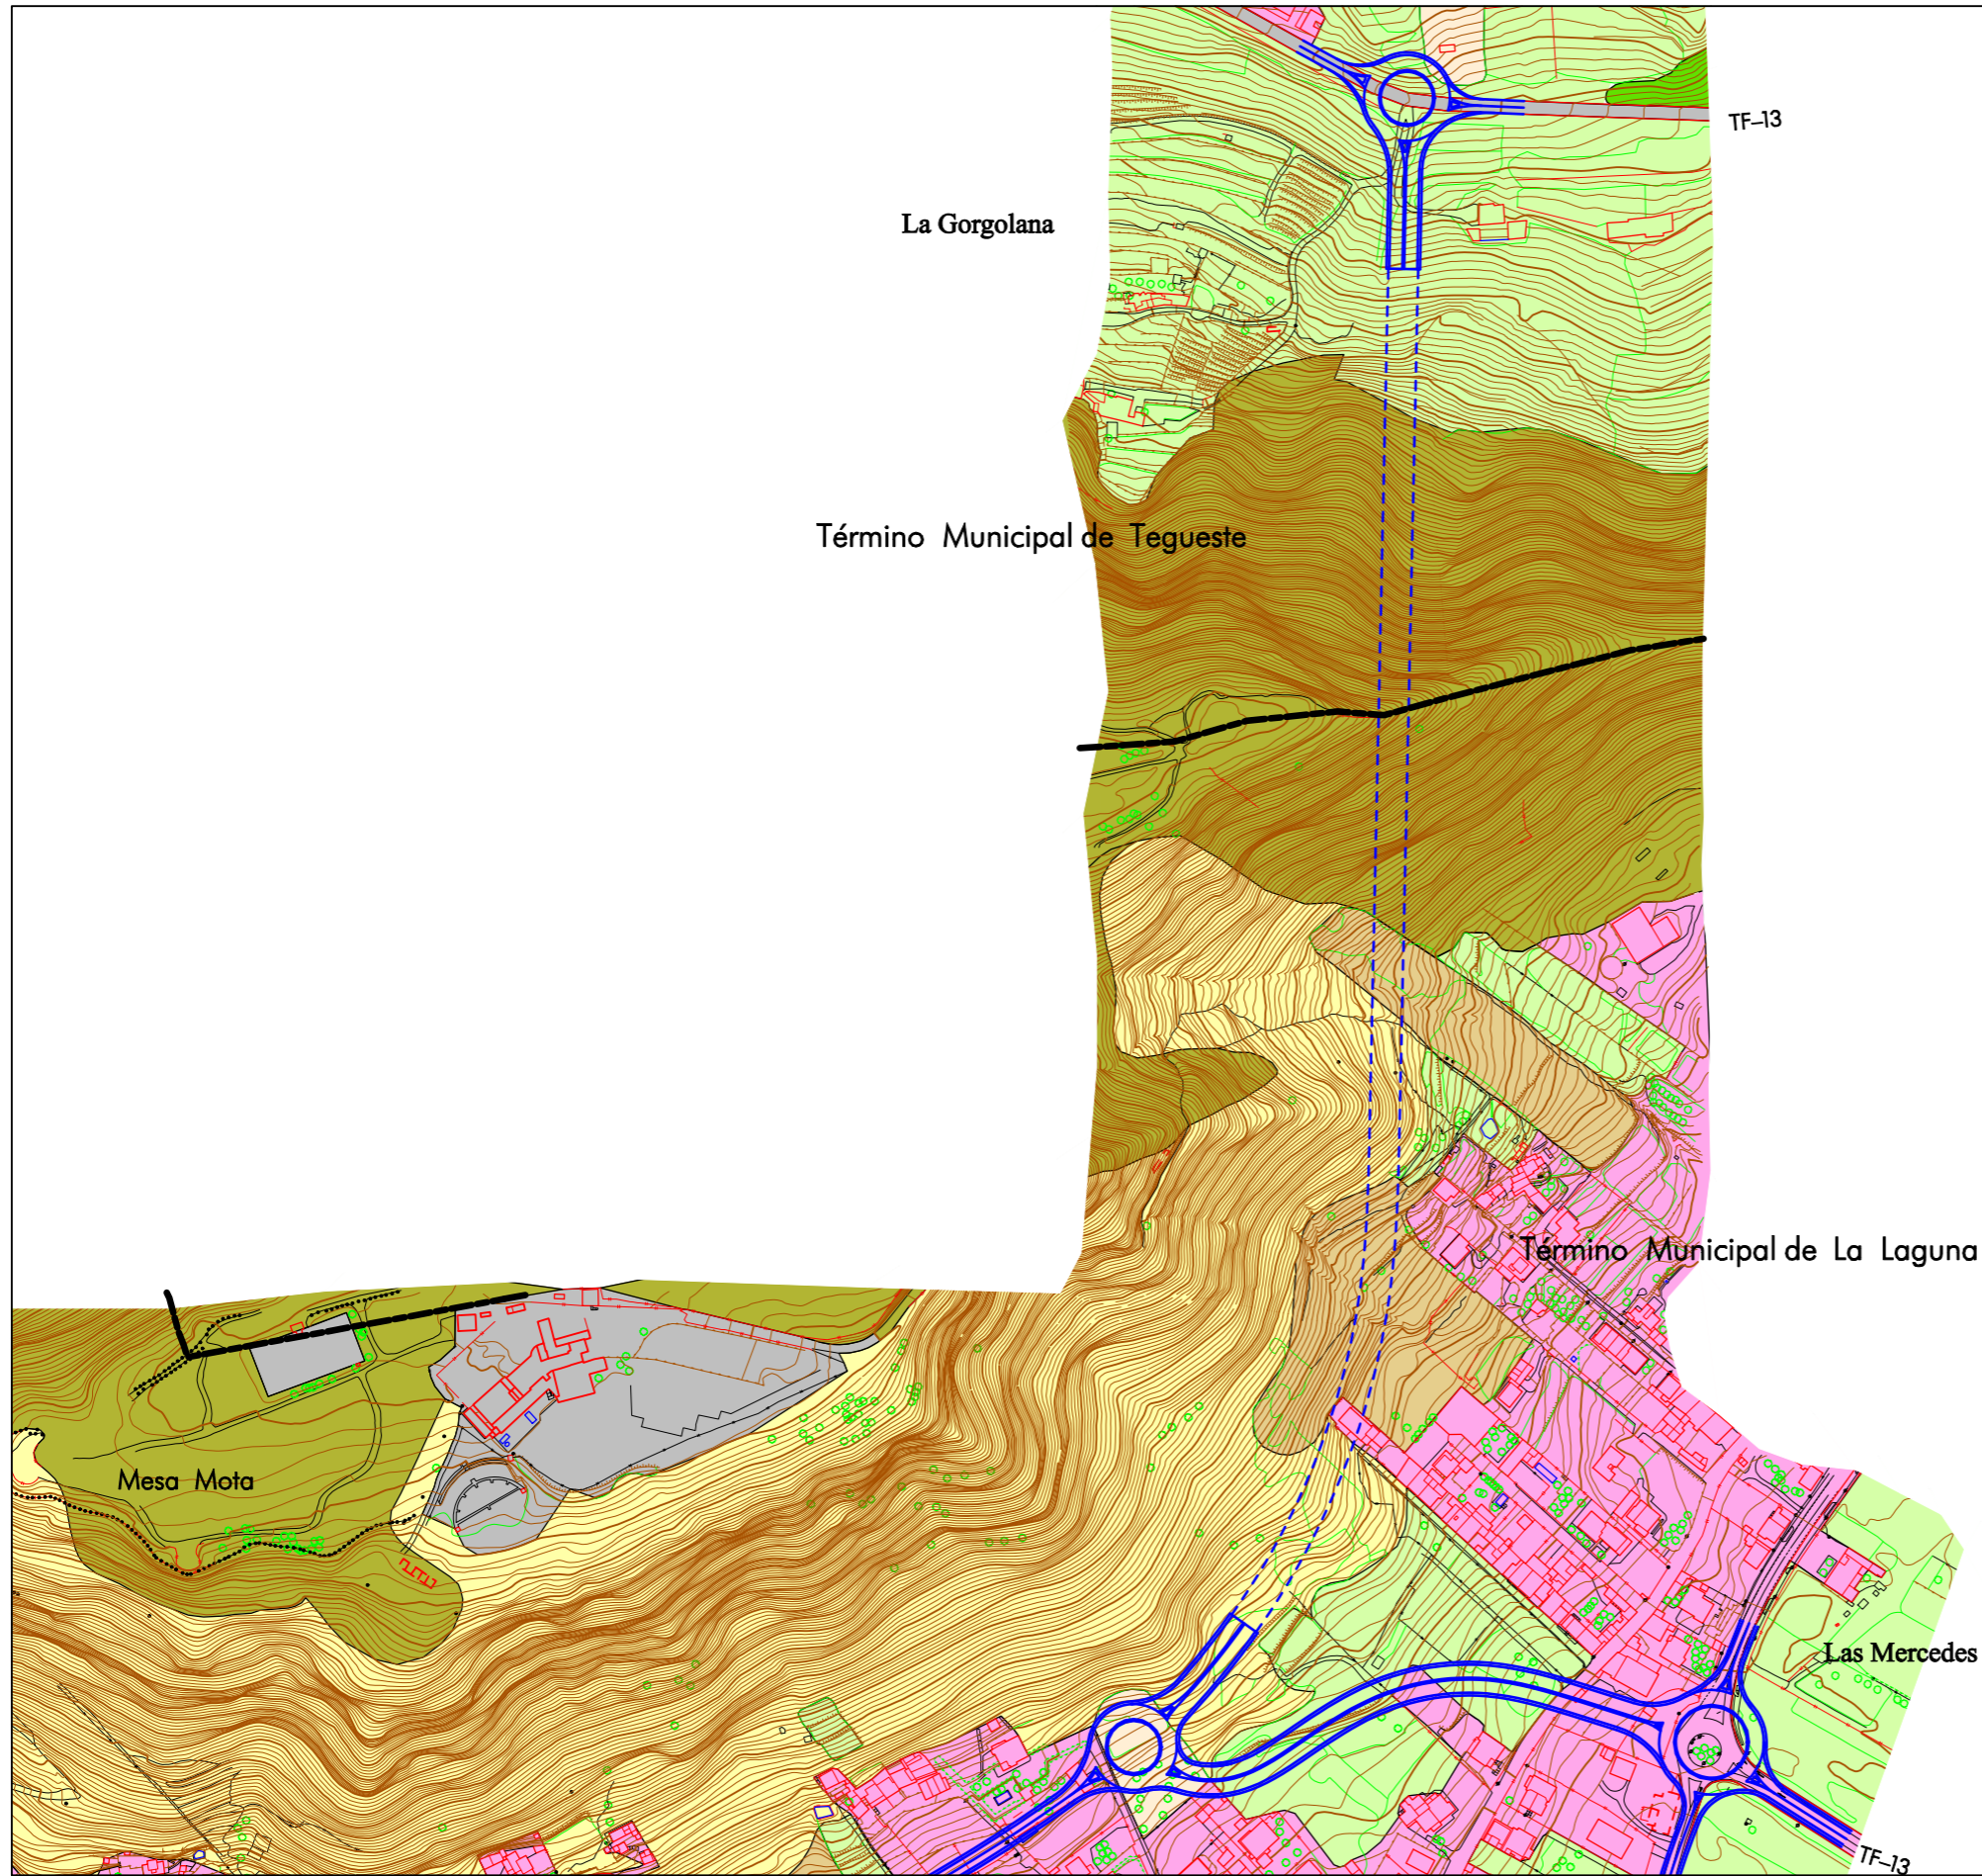 TF-13
La Gorgolana
Término Municipal de Tegueste
Término Municipal de La Laguna
Mesa Mota
Las Mercedes
TF-13